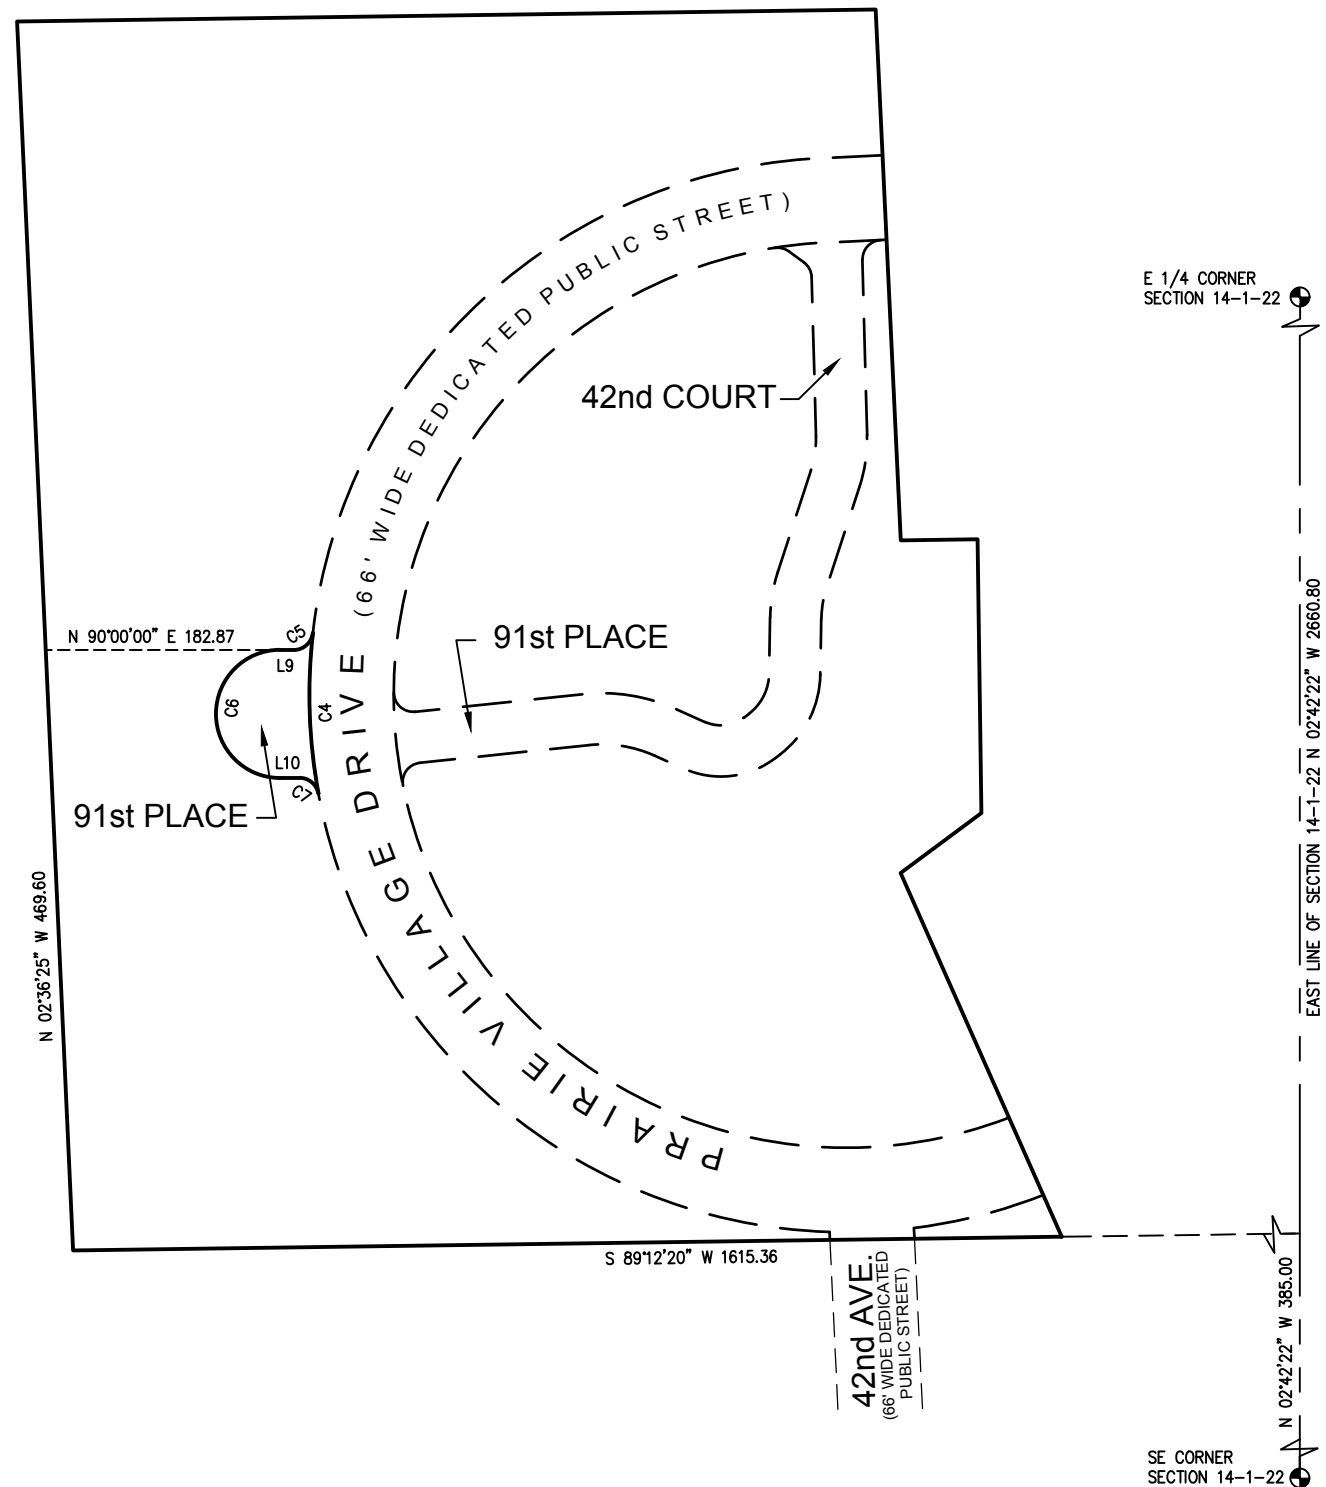 (66' WIDE DEDICATED PUBLIC STREET)
E 1/4 CORNER
SECTION 14-1-22
42nd COURT
N 90°00'00" E 182.87
C5
L9
91st PLACE
C6
C4
L10
C7
91st PLACE
PRAIRIE VILLAGE DRIVE
N 02°36'25" W 469.60
EAST LINE OF SECTION 14-1-22 N 02°42'22" W 2660.80
S 89°12'20" W 1615.36
42nd AVE.
(66' WIDE DEDICATED
PUBLIC STREET)
N 02°42'22" W 385.00
SE CORNER
SECTION 14-1-22